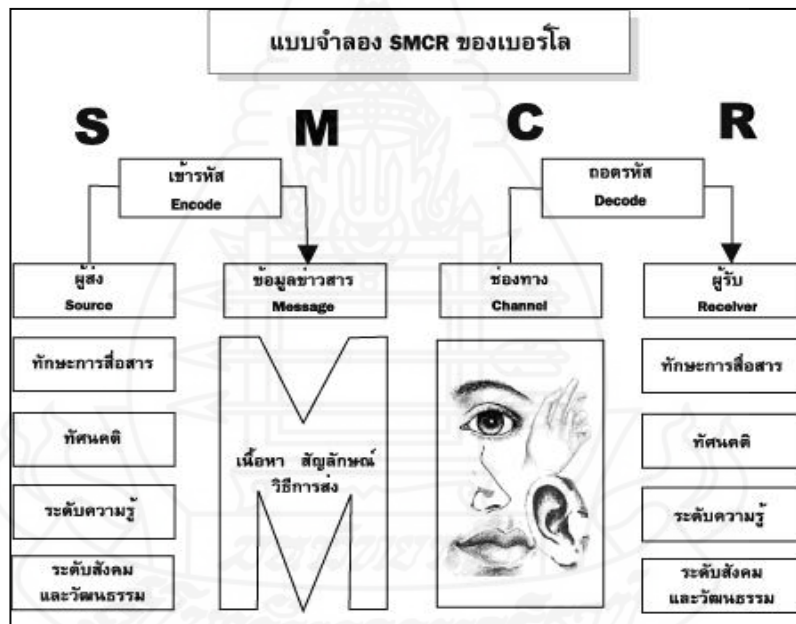 แบบจำลอง SMCR ของเบอร์โล
S M C R
เข้ารหัส
Encode
ถอดรหัส
Decode
ผู้ส่ง
Source
ข้อมูลข่าวสาร
Message
ช่องทาง
Channel
ผู้รับ
Receiver
ทักษะการสื่อสาร
ทัศนคติ
ระดับความรู้
ระดับสังคม
และวัฒนธรรม
เนื้อหา สัญลักษณ์
วิธีการส่ง
ทักษะการสื่อสาร
ทัศนคติ
ระดับความรู้
ระดับสังคม
และวัฒนธรรม